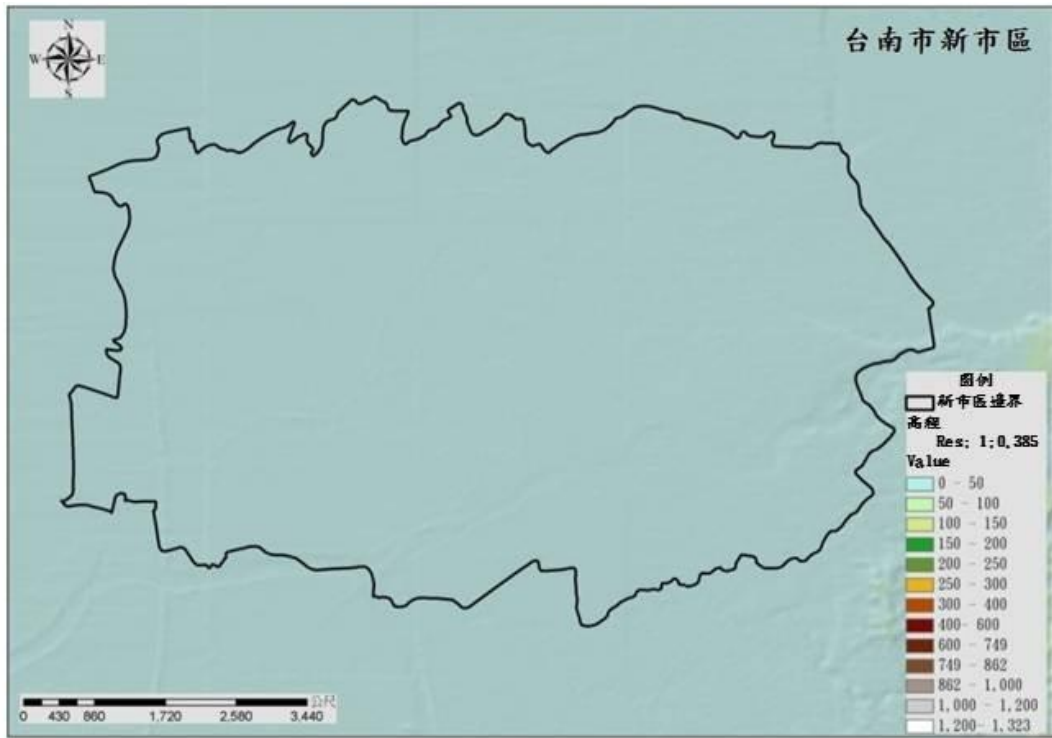 台南市新市區
N
W E
S
圖例
新市區邊界
高程
Res: 1:0.385
Value
0 - 50
50 - 100
100 - 150
150 - 200
200 - 250
250 - 300
300 - 400
400 - 600
600 - 749
749 - 862
862 - 1,000
1,000 - 1,200
1,200 - 1,323
公尺
0 430 860 1,720 2,580 3,440